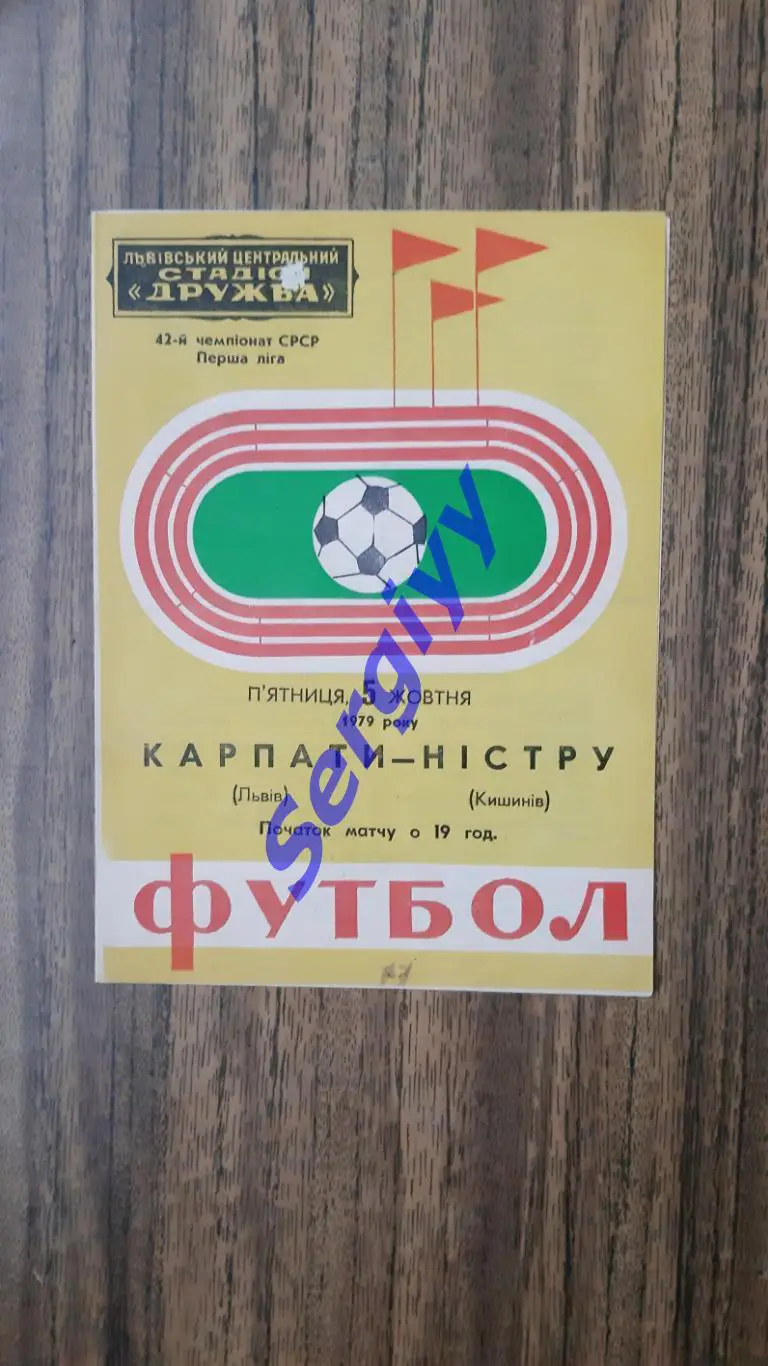 ЛЬВІВСЬКИЙ ЦЕНТРАЛЬНИЙ
СТАДІОН
«ДРУЖБА»
42-й чемпіонат СРСР
Перша ліга
П'ЯТНИЦЯ, 5 ЖОВТНЯ
1979 року
КАРПАТИ—НІСТРУ
(Львів) (Кишинів)
Початок матчу о 19 год.
ФУТБОЛ
Sergiyy